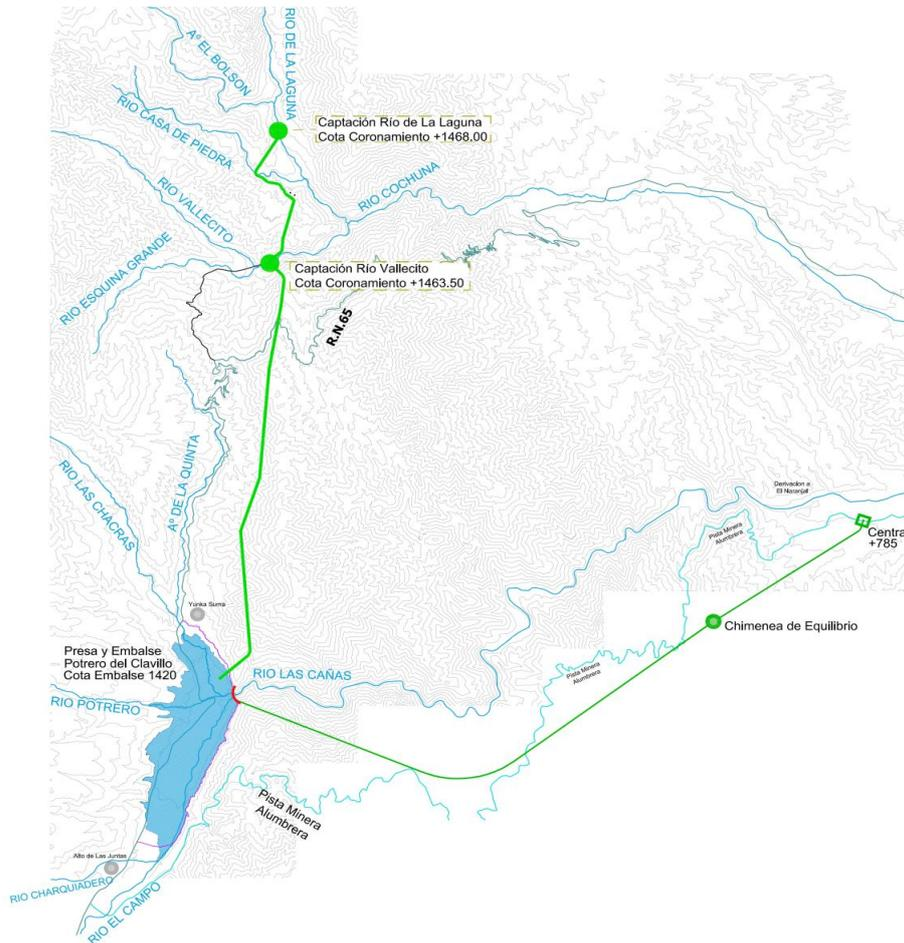 RIO DE LA LAGUNA
Aº EL BOLSON
RIO CASA DE PIEDRA
Captación Río de La Laguna
Cota Coronamiento +1468.00
RIO COCHUNA
RIO VALLECITO
RIO ESQUINA GRANDE
Captación Río Vallecito
Cota Coronamiento +1463.50
R.N.65
RIO LAS CHACRAS
Aº DE LA QUINTA
Derivacion a
El Naranjal
Pista Minera
Alumbrera
Centra
+785
Yunka Suma
Chimenea de Equilibrio
Presa y Embalse
Potrero del Clavillo
Cota Embalse 1420
RIO LAS CAÑAS
Pista Minera
Alumbrera
RIO POTRERO
Pista Minera
Alumbrera
Alto de Las Juntas
RIO CHARQUIADERO
RIO EL CAMPO